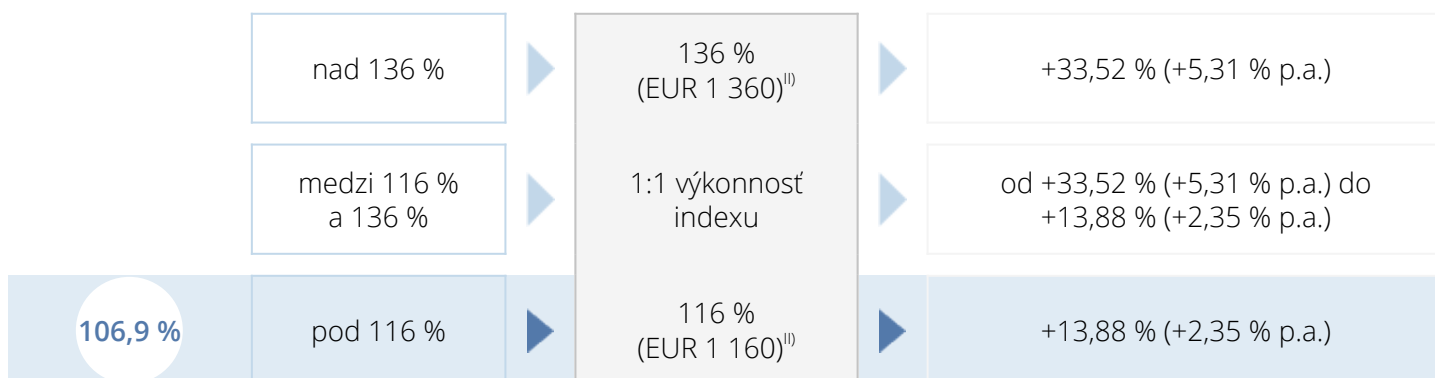 nad 136 %
136 %
(EUR 1 360)II)
+33,52 % (+5,31 % p.a.)
medzi 116 %
a 136 %
1:1 výkonnosť
indexu
od +33,52 % (+5,31 % p.a.) do
+13,88 % (+2,35 % p.a.)
106,9 %
pod 116 %
116 %
(EUR 1 160)II)
+13,88 % (+2,35 % p.a.)